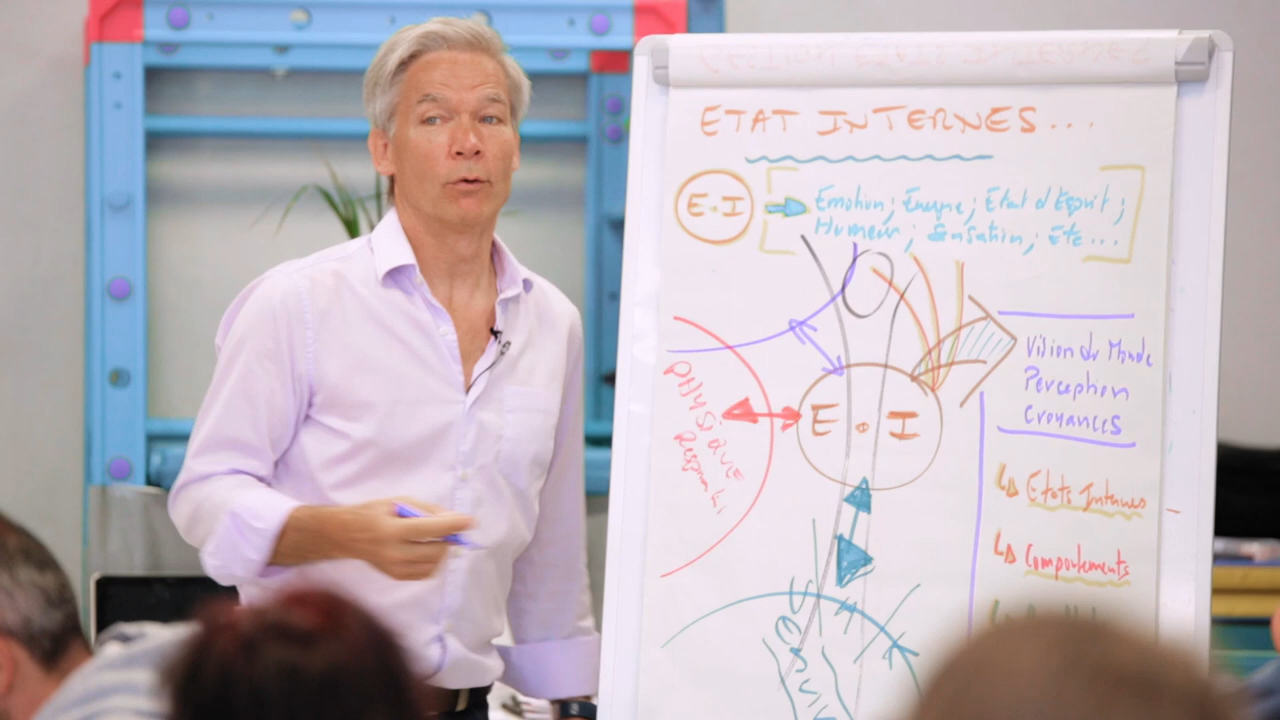 ETAT INTERNES...
E.I
Emotion; Energie; Etat d'Esprit;
Humeur; Sensation; Etc...
Vision du Monde
Perception
Croyances
PHYSIQUE
E . I
Etats Internes
Comportements